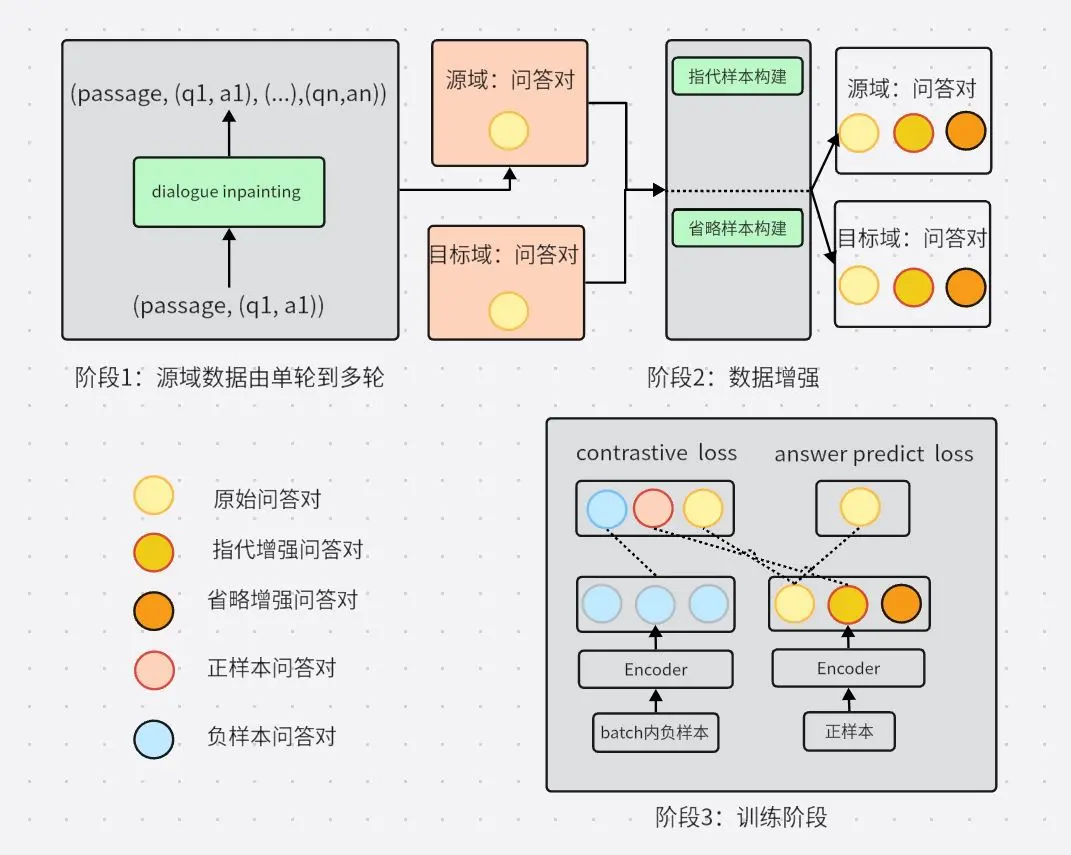 (passage, (q1, a1), (...),(qn,an))
dialogue inpainting
(passage, (q1, a1))
源域：问答对
目标域：问答对
指代样本构建
省略样本构建
源域：问答对
目标域：问答对
阶段1：源域数据由单轮到多轮
阶段2：数据增强
原始问答对
指代增强问答对
省略增强问答对
正样本问答对
负样本问答对
contrastive loss
answer predict loss
Encoder
Encoder
batch内负样本
正样本
阶段3：训练阶段